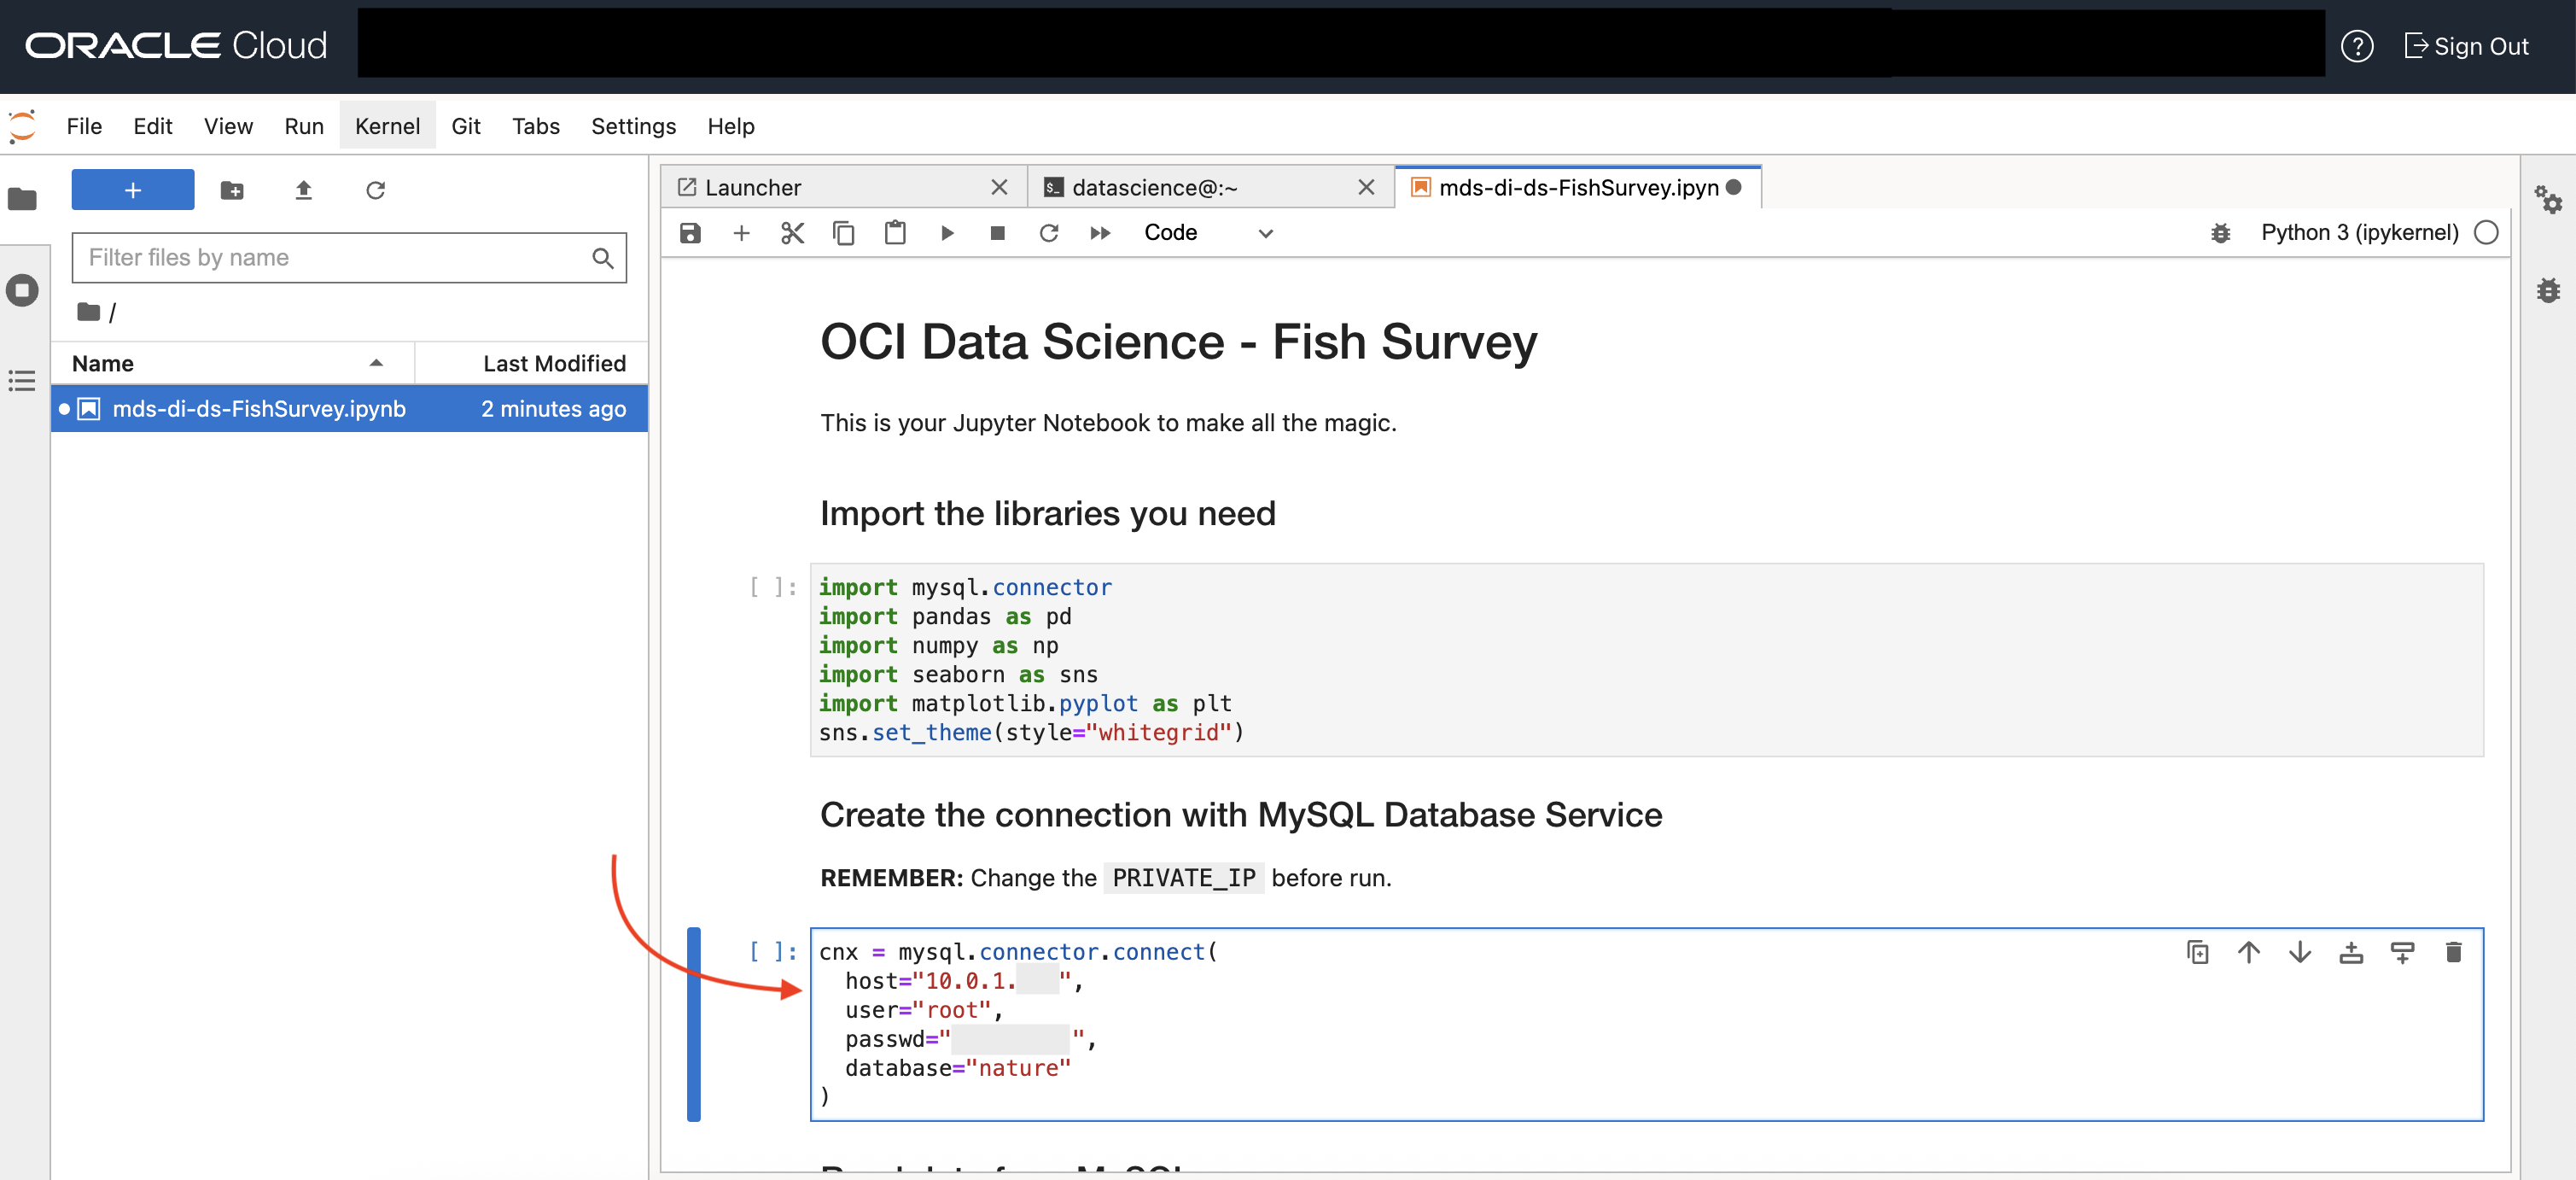 ORACLE Cloud
? Sign Out
File Edit View Run Kernel Git Tabs Settings Help
+
Filter files by name
/
Name Last Modified
mds-di-ds-FishSurvey.ipynb 2 minutes ago
Launcher datascience@:~ mds-di-ds-FishSurvey.ipyn
Code Python 3 (ipykernel)
OCI Data Science - Fish Survey
This is your Jupyter Notebook to make all the magic.
Import the libraries you need
[ ]: import mysql.connector
import pandas as pd
import numpy as np
import seaborn as sns
import matplotlib.pyplot as plt
sns.set_theme(style="whitegrid")
Create the connection with MySQL Database Service
REMEMBER: Change the PRIVATE_IP before run.
[ ]: cnx = mysql.connector.connect(
host="10.0.1. ",
user="root",
passwd=" ",
database="nature"
)